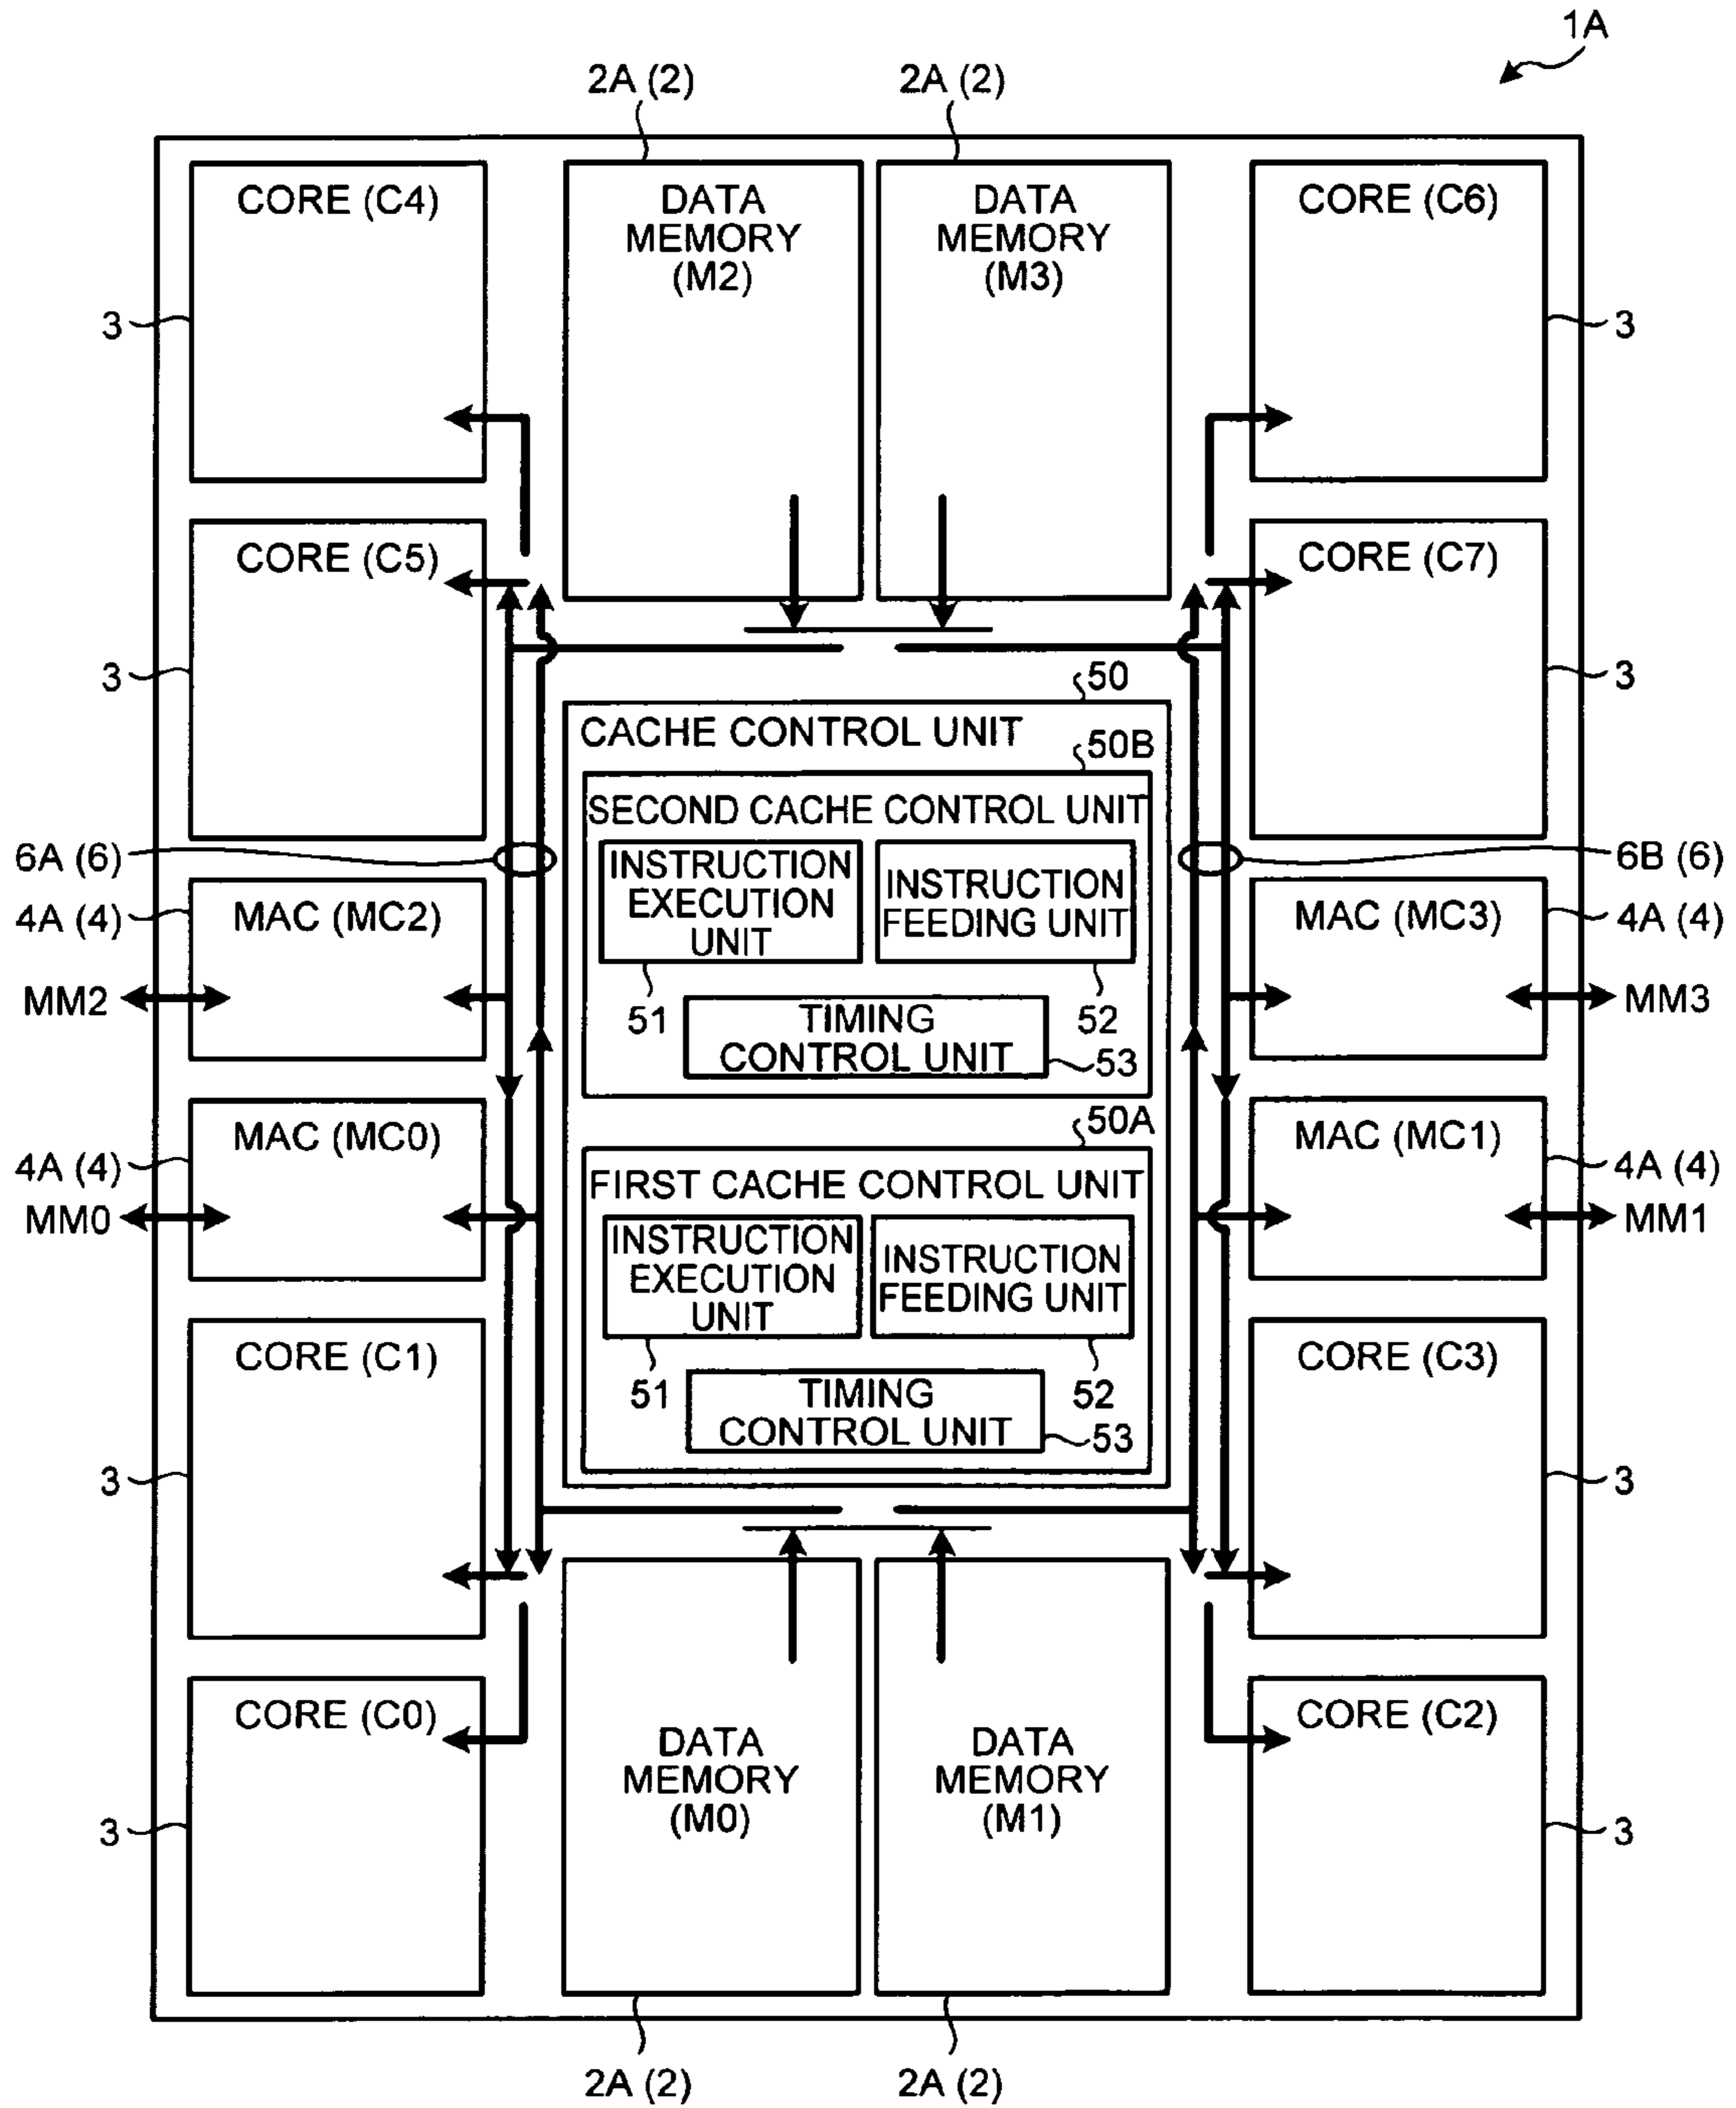 1A
2A (2) 2A (2)
CORE (C4)
DATA
MEMORY
(M2)
DATA
MEMORY
(M3)
CORE (C6)
3 3
CORE (C5) CORE (C7)
3 3
50
CACHE CONTROL UNIT
50B
SECOND CACHE CONTROL UNIT
6A (6) 6B (6)
INSTRUCTION
EXECUTION
UNIT
INSTRUCTION
FEEDING UNIT
4A (4) MAC (MC2) MAC (MC3) 4A (4)
MM2 MM3
51 52
TIMING
CONTROL UNIT
53
50A
4A (4) MAC (MC0) MAC (MC1) 4A (4)
FIRST CACHE CONTROL UNIT
MM0 MM1
INSTRUCTION
EXECUTION
UNIT
INSTRUCTION
FEEDING UNIT
CORE (C1) CORE (C3)
51 52
TIMING
CONTROL UNIT
53
3 3
CORE (C0) CORE (C2)
DATA
MEMORY
(M0)
DATA
MEMORY
(M1)
3 3
2A (2) 2A (2)